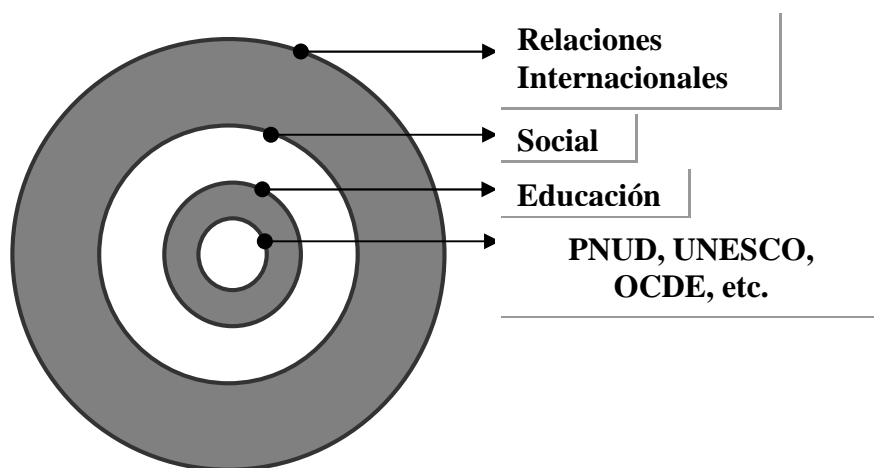 Relaciones
Internacionales
Social
Educación
PNUD, UNESCO,
OCDE, etc.